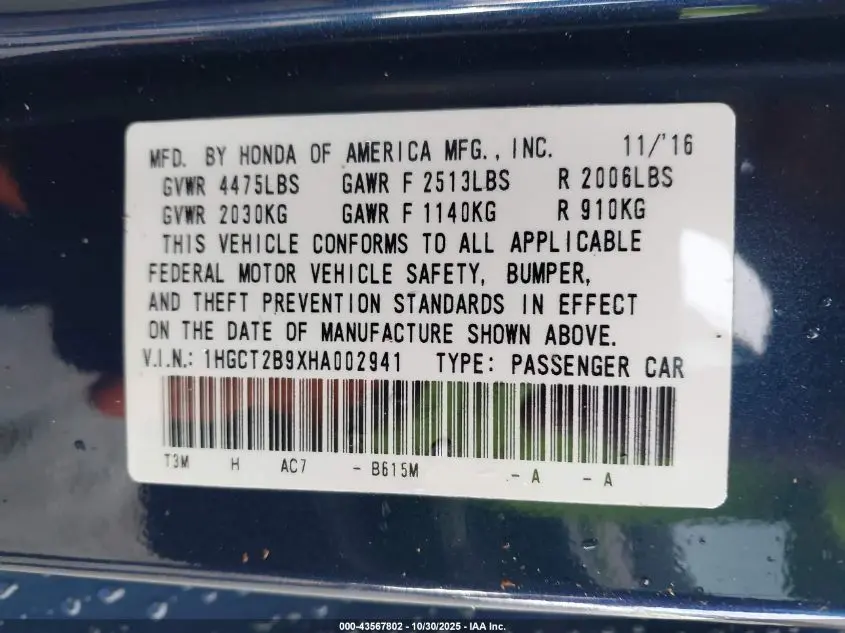 MFD. BY HONDA OF AMERICA MFG., INC. 11/'16
GVWR 4475LBS GAWR F 2513LBS R 2006LBS
GVWR 2030KG GAWR F 1140KG R 910KG
THIS VEHICLE CONFORMS TO ALL APPLICABLE
FEDERAL MOTOR VEHICLE SAFETY, BUMPER,
AND THEFT PREVENTION STANDARDS IN EFFECT
ON THE DATE OF MANUFACTURE SHOWN ABOVE.
V.I.N.: 1HGCT2B9XHA002941 TYPE: PASSENGER CAR
T3M H AC7 - B615M - A - A
000-43567802 - 10/30/2025 - IAA Inc.